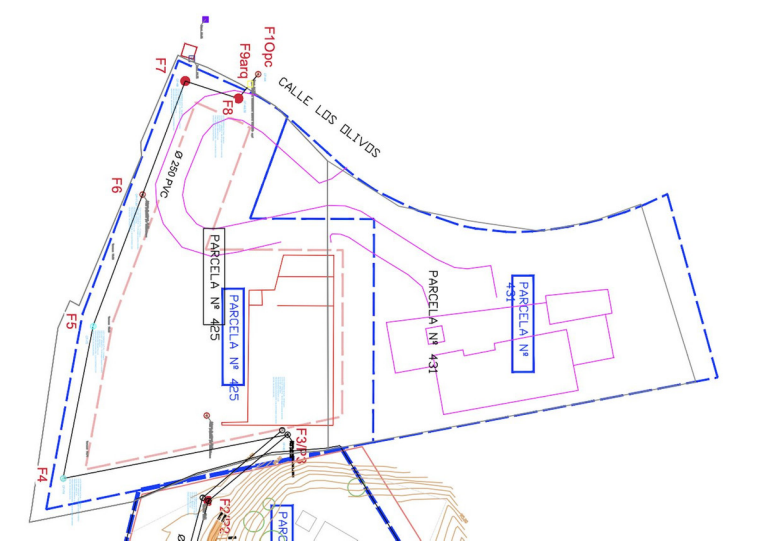 F10pc
F9arq
F7
F8
CALLE LOS OLIVOS
F6
Ø 250 PVC
PARCELA Nº 425
PARCELA Nº 425
PARCELA Nº 431
PARCELA Nº
431
F5
F4
F3/P3
F2/P2
PARC
Ø